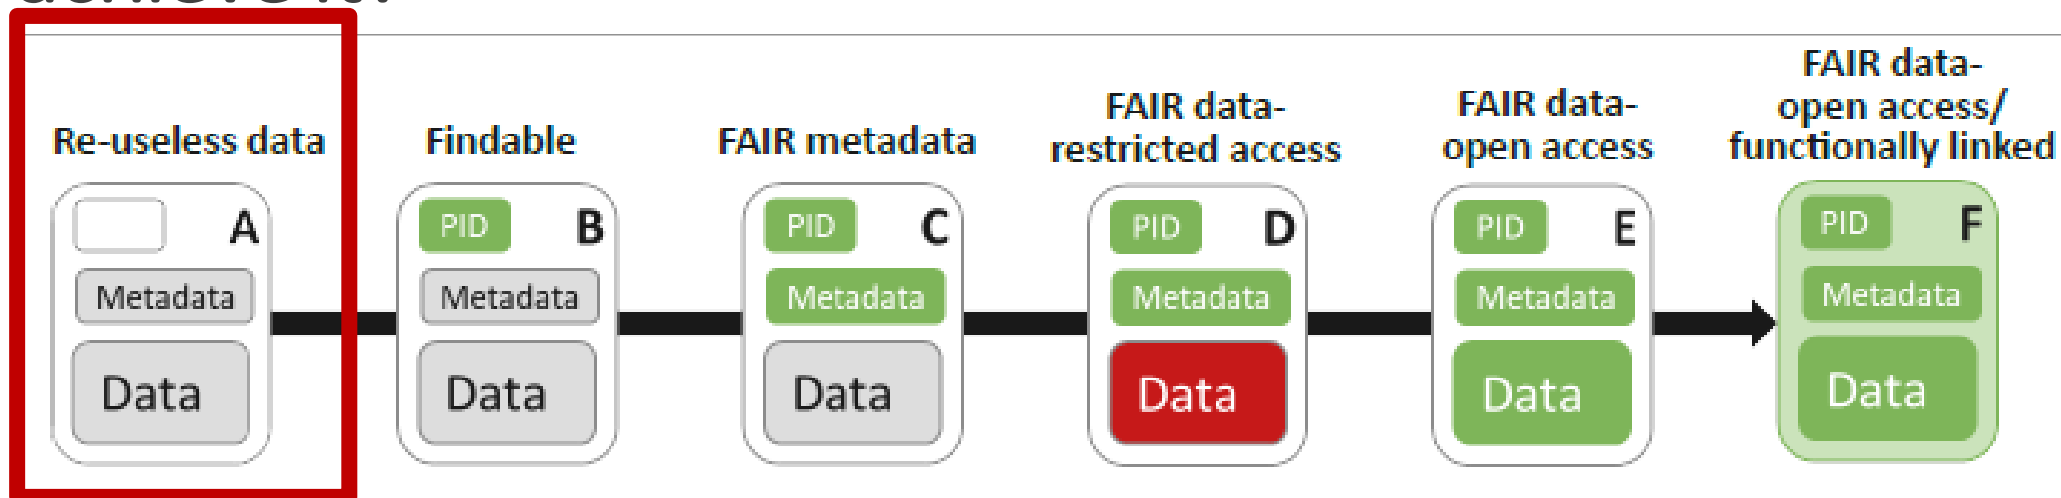 Re-useless data
Findable
FAIR metadata
FAIR data-
restricted access
FAIR data-
open access
FAIR data-
open access/
functionally linked
A
Metadata
Data
PID B
Metadata
Data
PID C
Metadata
Data
PID D
Metadata
Data
PID E
Metadata
Data
PID F
Metadata
Data